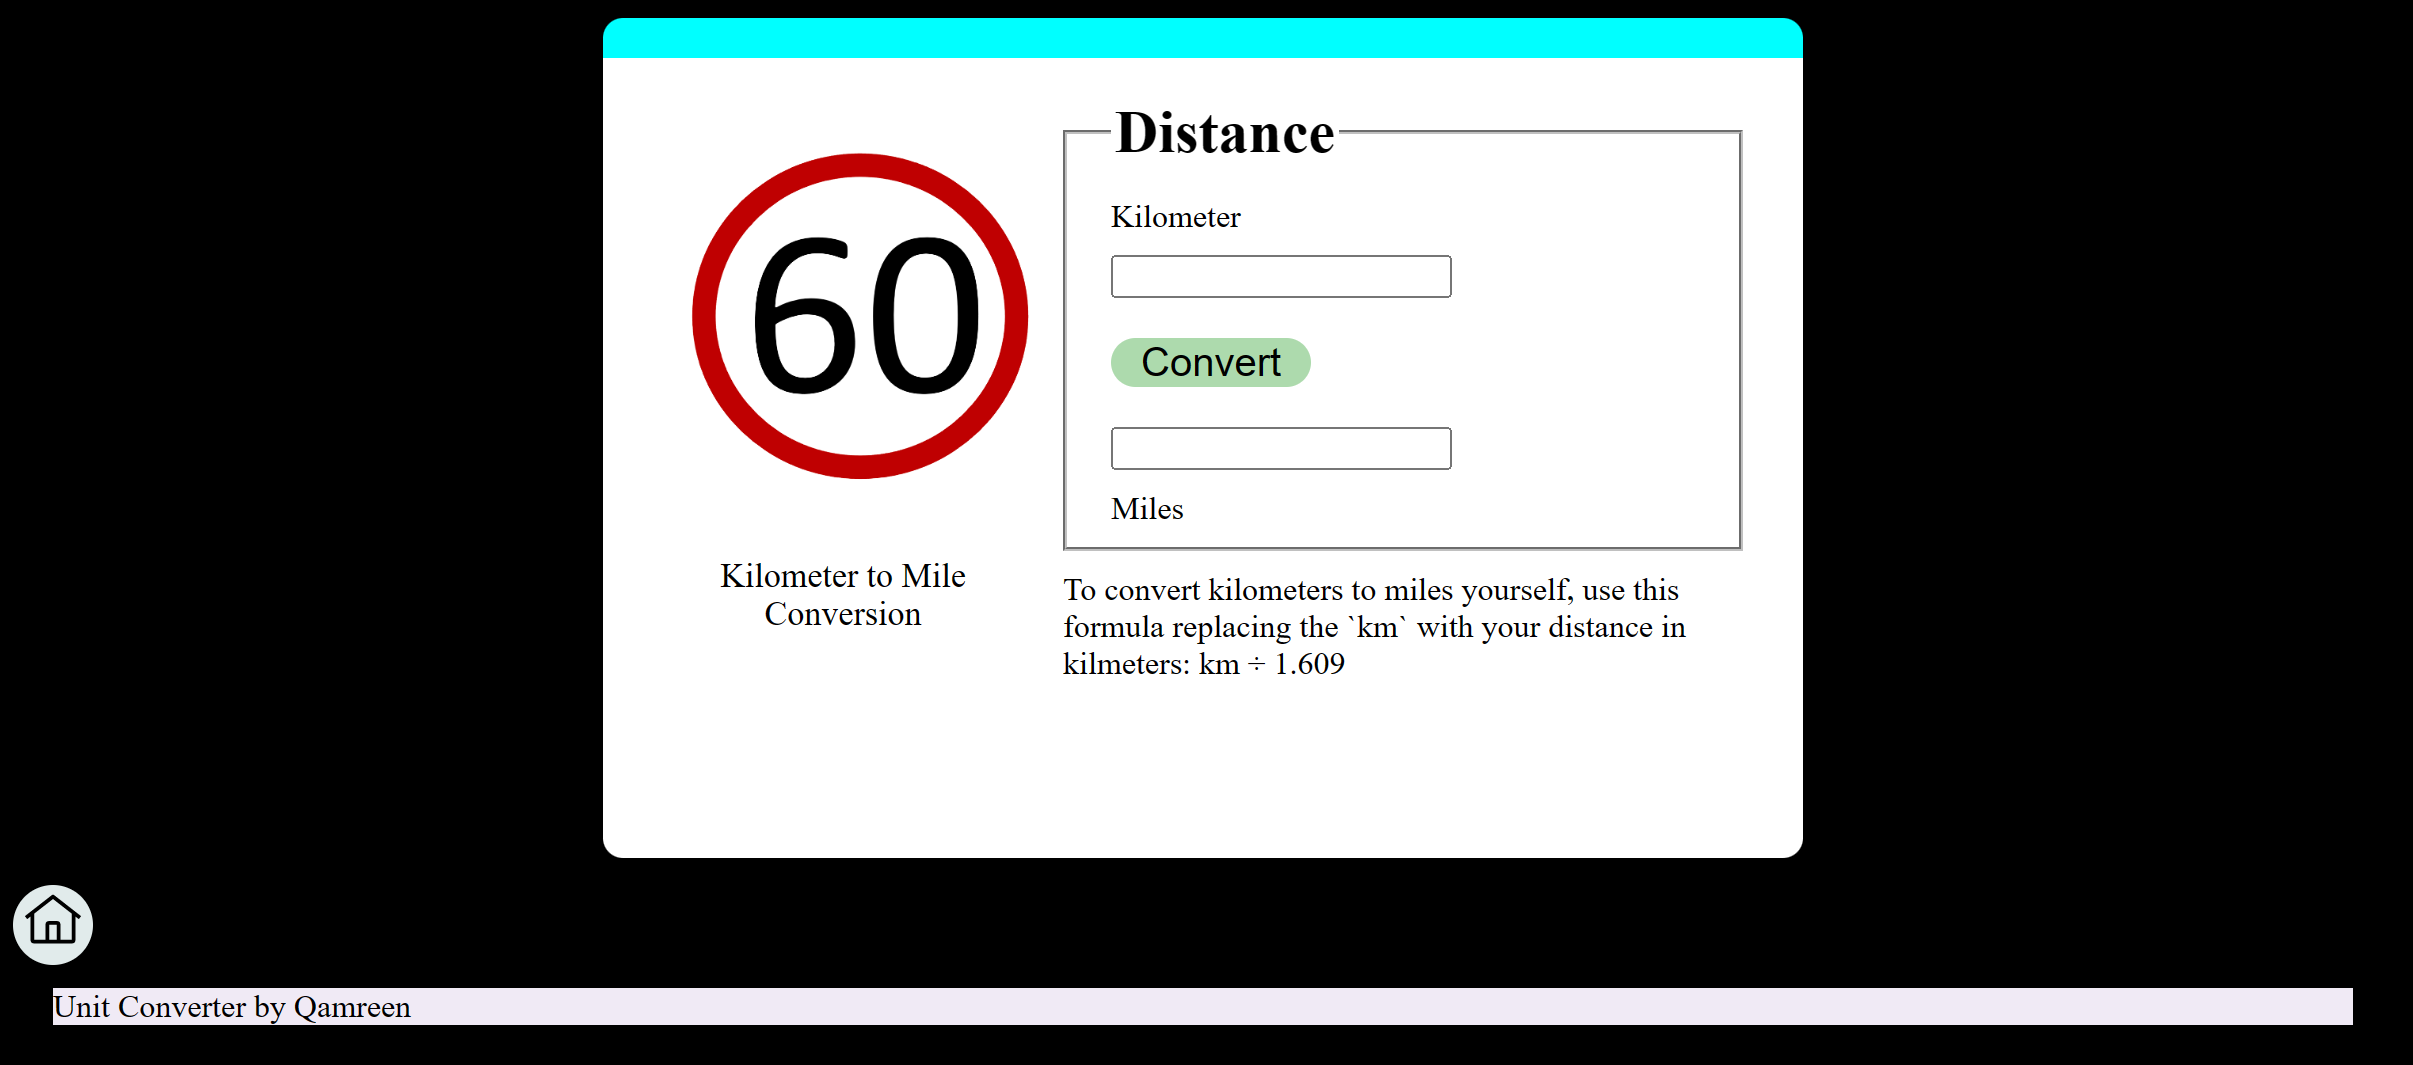 60
Kilometer to Mile
Conversion
Distance
Kilometer
Convert
Miles
To convert kilometers to miles yourself, use this
formula replacing the `km` with your distance in
kilmeters: km ÷ 1.609
Unit Converter by Qamreen